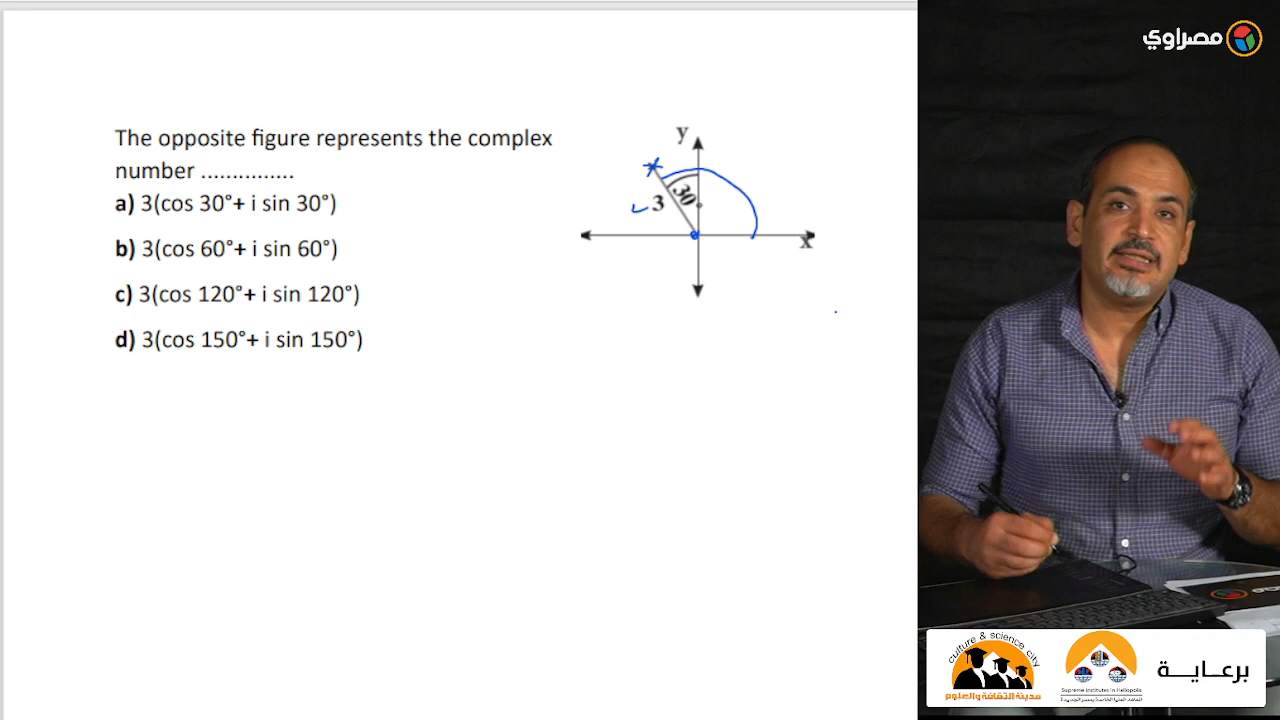 The opposite figure represents the complex
number ...............
a) 3(cos 30°+ i sin 30°)
b) 3(cos 60°+ i sin 60°)
c) 3(cos 120°+ i sin 120°)
d) 3(cos 150°+ i sin 150°)
y
30
3
x
مصراوي
culture & science city
مدينة الثقافة والعلوم
Supreme Institutes in Heliopolis
برعاية